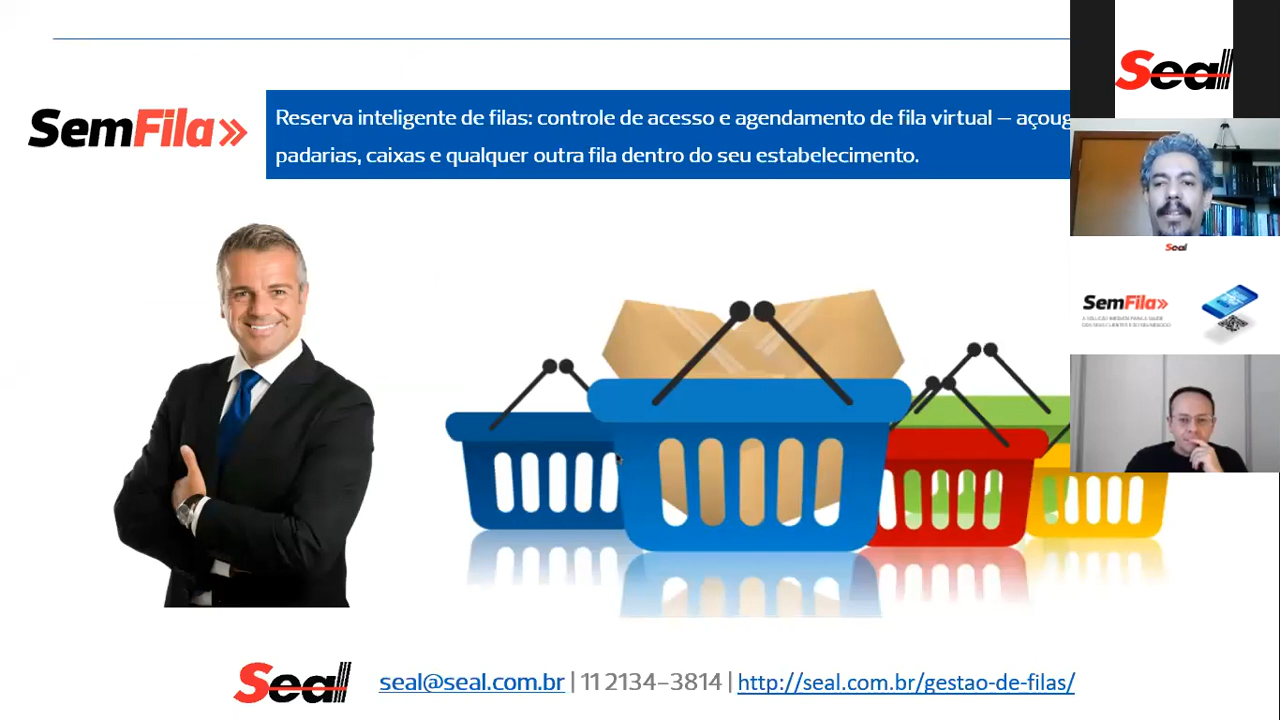 SemFila
Reserva inteligente de filas: controle de acesso e agendamento de fila virtual – açoug
padarias, caixas e qualquer outra fila dentro do seu estabelecimento.
Seal
Seal
SemFila
Seal
seal@seal.com.br | 11 2134-3814 | http://seal.com.br/gestao-de-filas/